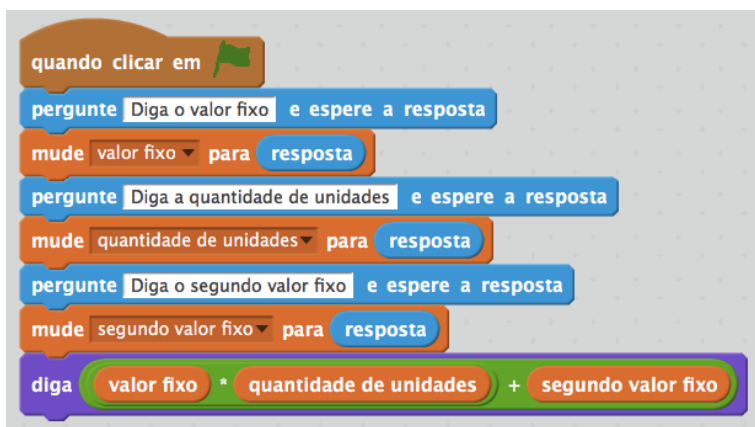 quando clicar em
pergunte Diga o valor fixo e espere a resposta
mude valor fixo para resposta
pergunte Diga a quantidade de unidades e espere a resposta
mude quantidade de unidades para resposta
pergunte Diga o segundo valor fixo e espere a resposta
mude segundo valor fixo para resposta
diga valor fixo * quantidade de unidades + segundo valor fixo